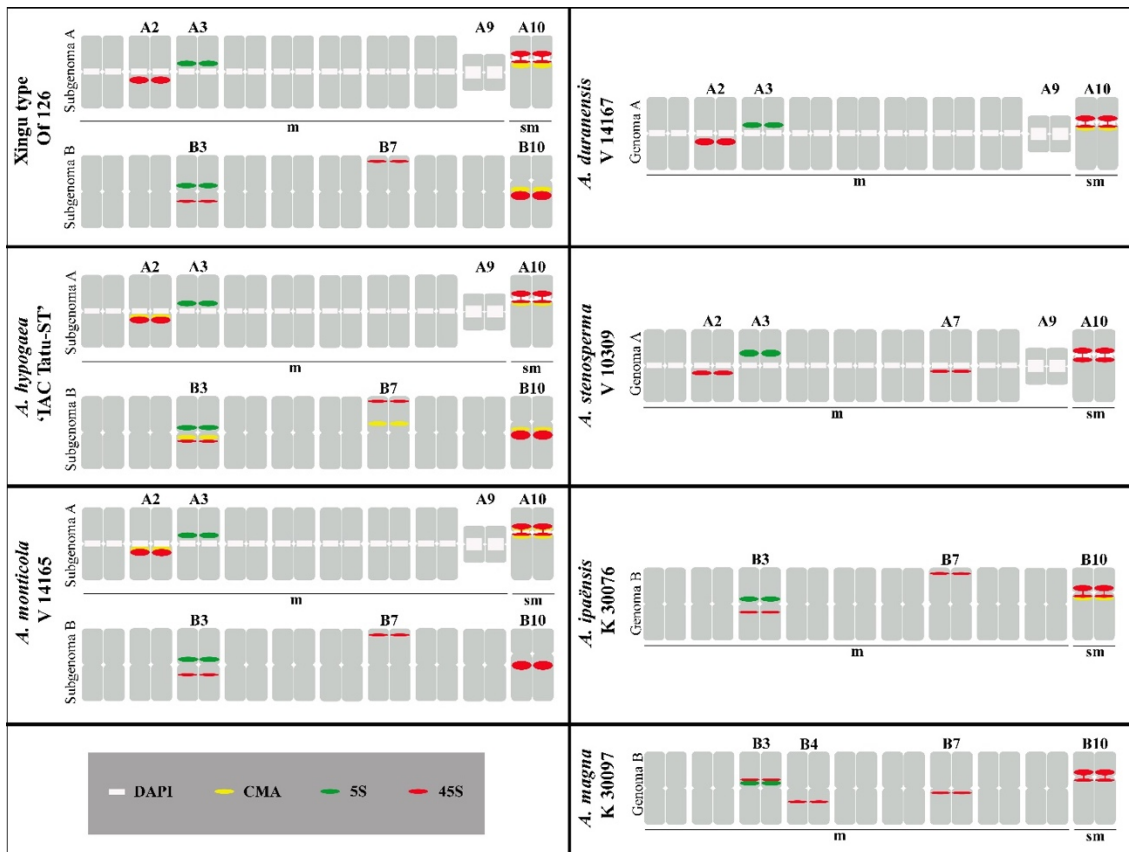 A2 A3 A9 A10
Xingu type
Of 126
Subgenoma A
m sm
B3 B7 B10
Subgenoma B
A2 A3 A9 A10
A. hypogaea
‘IAC Tatu-ST’
Subgenoma A
m sm
B3 B7 B10
Subgenoma B
A2 A3 A9 A10
A. monticola
V 14165
Subgenoma A
m sm
B3 B7 B10
Subgenoma B
DAPI CMA 5S 45S
A2 A3 A9 A10
A. duranensis
V 14167
Genoma A
m sm
A2 A3 A7 A9 A10
A. stenosperma
V 10309
Genoma A
m sm
B3 B7 B10
A. ipaënsis
K 30076
Genoma B
m sm
B3 B4 B7 B10
A. magna
K 30097
Genoma B
m sm